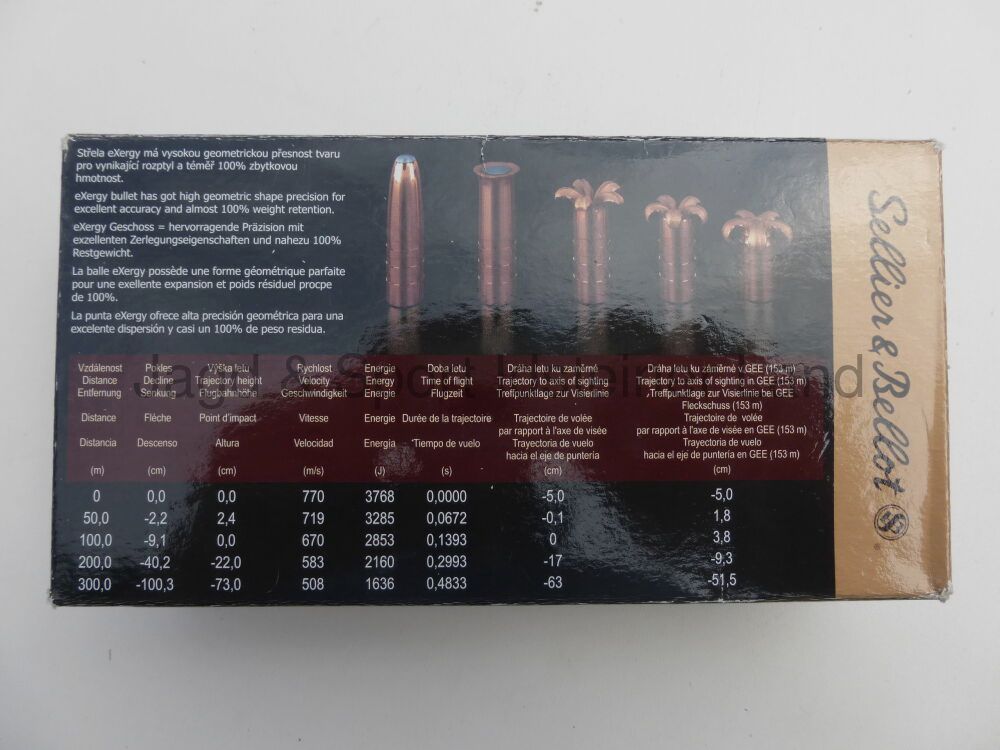 Střela eXergy má vysokou geometrickou přesnost tvaru
pro vynikající rozptyl a téměř 100% zbytkovou
hmotnost.
eXergy bullet has got high geometric shape precision for
excellent accuracy and almost 100% weight retention.
eXergy Geschoss = hervorragende Präzision mit
exzellenten Zerlegungseigenschaften und nahezu 100%
Restgewicht.
La balle eXergy possède une forme géométrique parfaite
pour une exellente expansion et poids résiduel procpe
de 100%.
La punta eXergy ofrece alta precisión geométrica para una
excelente dispersión y casi un 100% de peso residua.
Sellier & Bellot
Vzdálenost Pokles Výška letu Rychlost Energie Doba letu Dráha letu ku záměrné Dráha letu ku záměrné v GEE (153 m)
Distance Decline Trajectory height Velocity Energy Time of flight Trajectory to axis of sighting Trajectory to axis of sighting in GEE (153 m)
Entfernung Senkung Flugbahnhöhe Geschwindigkeit Energie Flugzeit Treffpunktlage zur Visierlinie Treffpunktlage zur Visierlinie bei GEE
Fleckschuss (153 m)
Distance Fléche Point d'impact Vitesse Energie Durée de la trajectoire Trajectoire de volée Trajectoire de volée
par rapport à l'axe de visée par rapport à l'axe de visée en GEE (153 m)
Distancia Descenso Altura Velocidad Energía Tiempo de vuelo Trayectoria de vuelo Trayectoria de vuelo
hacia el eje de puntería hacia el eje de puntería en GEE (153 m)
(m) (cm) (cm) (m/s) (J) (s) (cm) (cm)
0 0,0 0,0 770 3768 0,0000 -5,0 -5,0
50,0 -2,2 2,4 719 3285 0,0672 -0,1 1,8
100,0 -9,1 0,0 670 2853 0,1393 0 3,8
200,0 -40,2 -22,0 583 2160 0,2993 -17 -9,3
300,0 -100,3 -73,0 508 1636 0,4833 -63 -51,5
Jagd & Sport